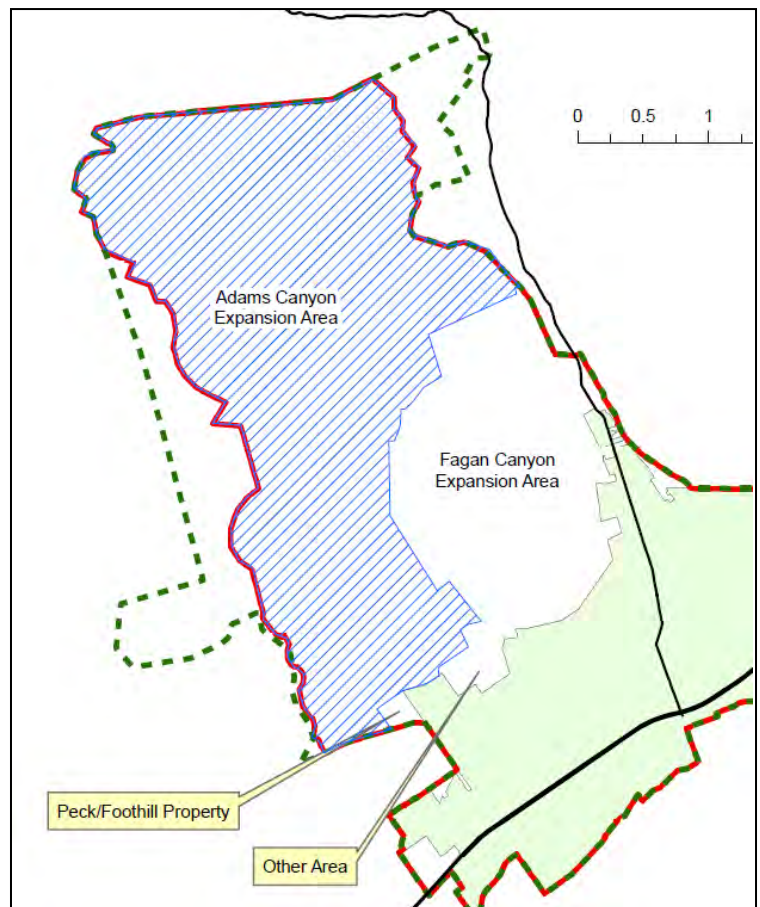 0 0.5 1
Adams Canyon
Expansion Area
Fagan Canyon
Expansion Area
Peck/Foothill Property
Other Area